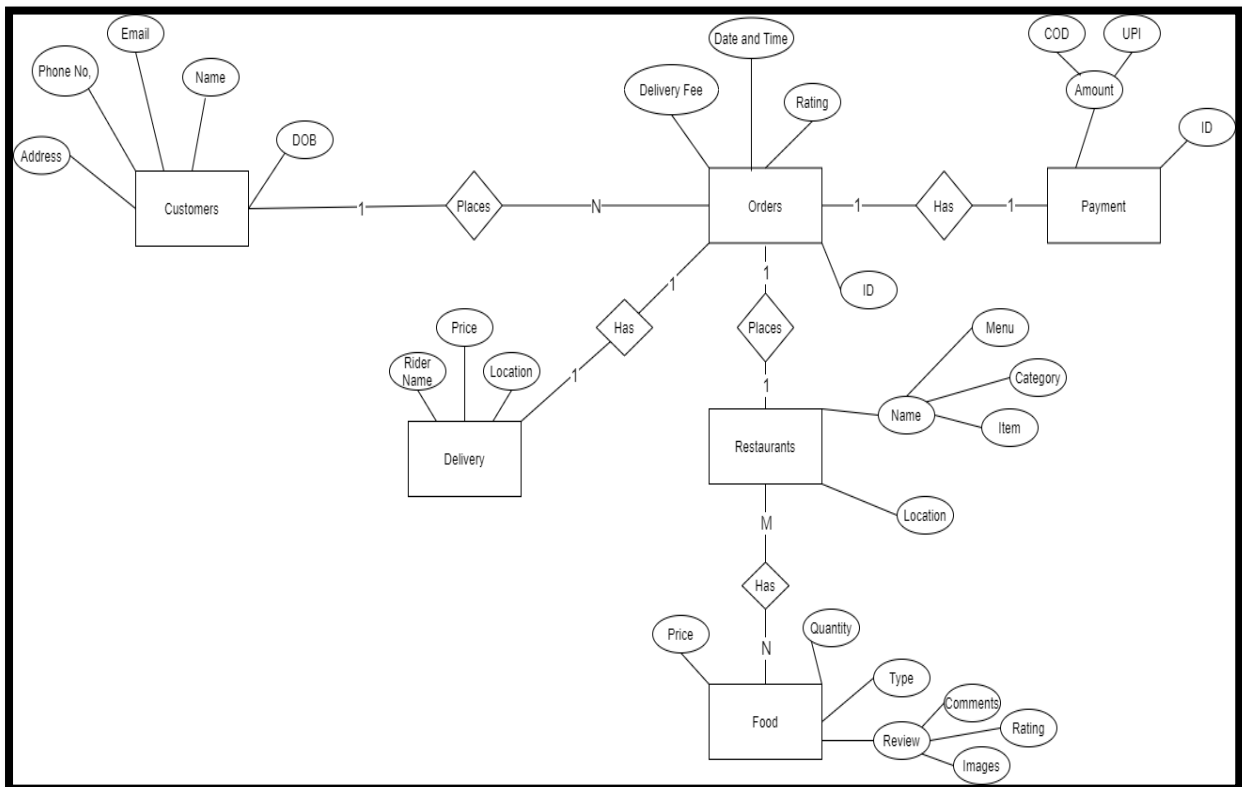 Email
Date and Time
COD
UPI
Phone No,
Name
Delivery Fee
Rating
Amount
ID
Address
DOB
Customers
1
Places
N
Orders
1
Has
1
Payment
1
1
ID
Has
Places
Menu
Price
Rider
Name
Location
1
1
Category
Name
Item
Delivery
Restaurants
Location
M
Has
Price
Quantity
N
Type
Comments
Food
Review
Rating
Images